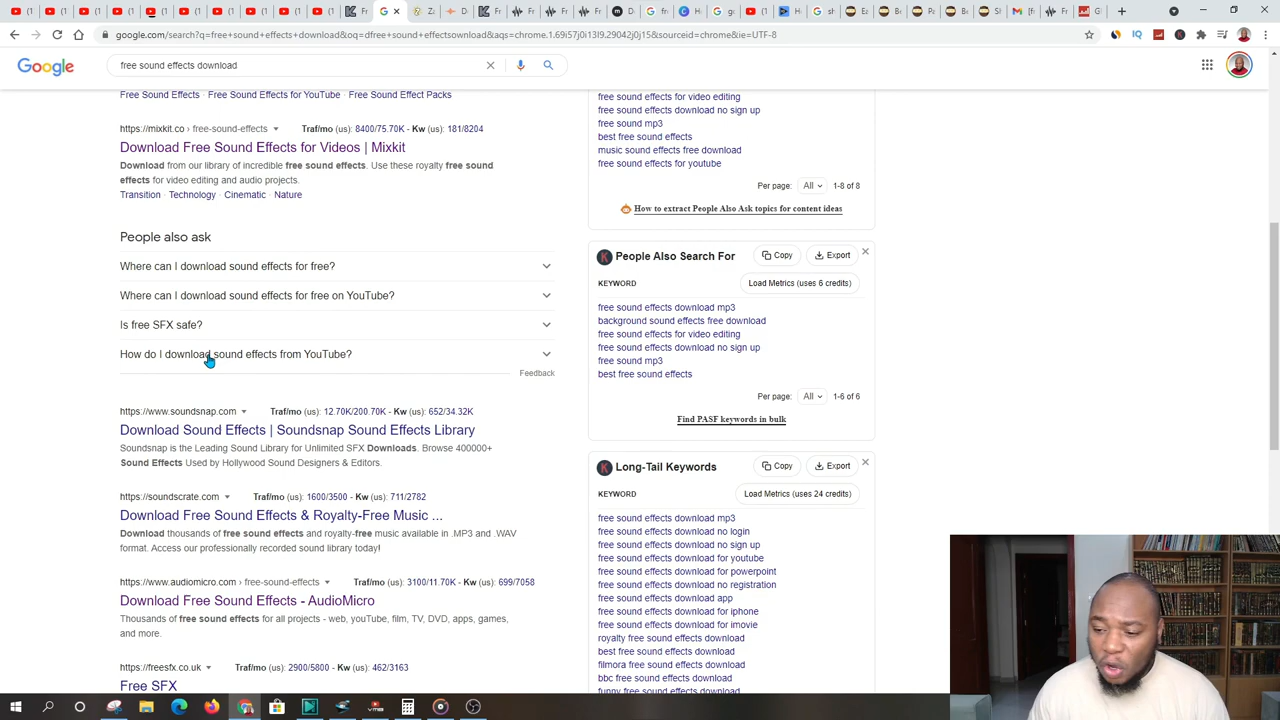 google.com/search?q=free+sound+effects+download&oq=dfree+sound+effectsownload&aqs=chrome.1.69i57j0i13l9.29042j0j15&sourceid=chrome&ie=UTF-8
Google
free sound effects download
Free Sound Effects · Free Sound Effects for YouTube · Free Sound Effect Packs
https://mixkit.co › free-sound-effects
Traf/mo (us): 8400/75.70K - Kw (us): 181/8204
Download Free Sound Effects for Videos | Mixkit
Download from our library of incredible free sound effects. Use these royalty free sound
effects for video editing and audio projects.
Transition · Technology · Cinematic · Nature
People also ask
Where can I download sound effects for free?
Where can I download sound effects for free on YouTube?
Is free SFX safe?
How do I download sound effects from YouTube?
Feedback
https://www.soundsnap.com
Traf/mo (us): 12.70K/200.70K - Kw (us): 652/34.32K
Download Sound Effects | Soundsnap Sound Effects Library
Soundsnap is the Leading Sound Library for Unlimited SFX Downloads. Browse 400000+
Sound Effects Used by Hollywood Sound Designers & Editors.
https://soundscrate.com
Traf/mo (us): 1600/3500 - Kw (us): 711/2782
Download Free Sound Effects & Royalty-Free Music ...
Download thousands of free sound effects and royalty-free music available in .MP3 and .WAV
format. Access our professionally recorded sound library today!
https://www.audiomicro.com › free-sound-effects
Traf/mo (us): 3100/11.70K - Kw (us): 699/7058
Download Free Sound Effects - AudioMicro
Thousands of free sound effects for all projects - web, youTube, film, TV, DVD, apps, games,
and more.
https://freesfx.co.uk
Traf/mo (us): 2900/5800 - Kw (us): 462/3163
Free SFX
free sound effects for video editing
free sound effects download no sign up
free sound mp3
best free sound effects
music sound effects free download
free sound effects for youtube
Per page: All 1-8 of 8
How to extract People Also Ask topics for content ideas
People Also Search For
Copy
Export
KEYWORD
Load Metrics (uses 6 credits)
free sound effects download mp3
background sound effects free download
free sound effects for video editing
free sound effects download no sign up
free sound mp3
best free sound effects
Per page: All 1-6 of 6
Find PASF keywords in bulk
Long-Tail Keywords
Copy
Export
KEYWORD
Load Metrics (uses 24 credits)
free sound effects download mp3
free sound effects download no login
free sound effects download no sign up
free sound effects download for youtube
free sound effects download for powerpoint
free sound effects download no registration
free sound effects download app
free sound effects download for iphone
free sound effects download for imovie
royalty free sound effects download
best free sound effects download
filmora free sound effects download
bbc free sound effects download
funny free sound effects download